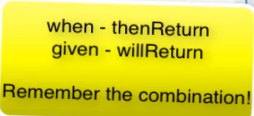 when - thenReturn
given - willReturn
Remember the combination!